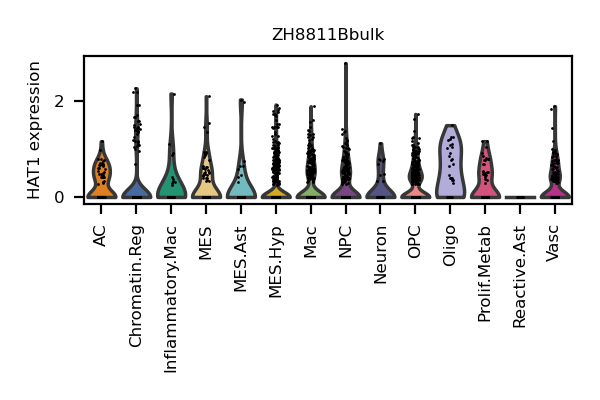 ZH8811Bbulk
HAT1 expression
2
0
AC
Chromatin.Reg
Inflammatory.Mac
MES
MES.Ast
MES.Hyp
Mac
NPC
Neuron
OPC
Oligo
Prolif.Metab
Reactive.Ast
Vasc